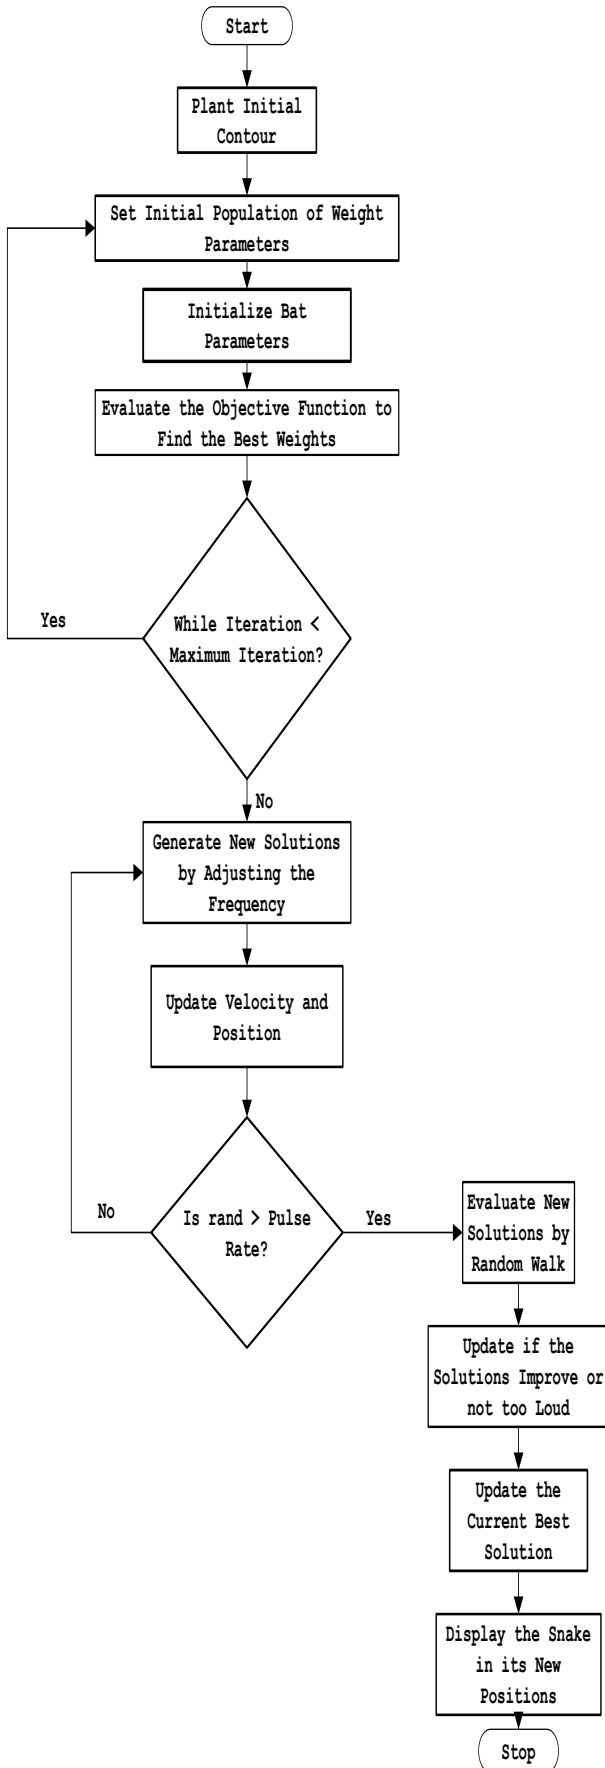 Start
Plant Initial
Contour
Set Initial Population of Weight
Parameters
Initialize Bat
Parameters
Evaluate the Objective Function to
Find the Best Weights
Yes
While Iteration <
Maximum Iteration?
No
Generate New Solutions
by Adjusting the
Frequency
Update Velocity and
Position
No
Is rand > Pulse
Rate?
Yes
Evaluate New
Solutions by
Random Walk
Update if the
Solutions Improve or
not too Loud
Update the
Current Best
Solution
Display the Snake
in its New
Positions
Stop